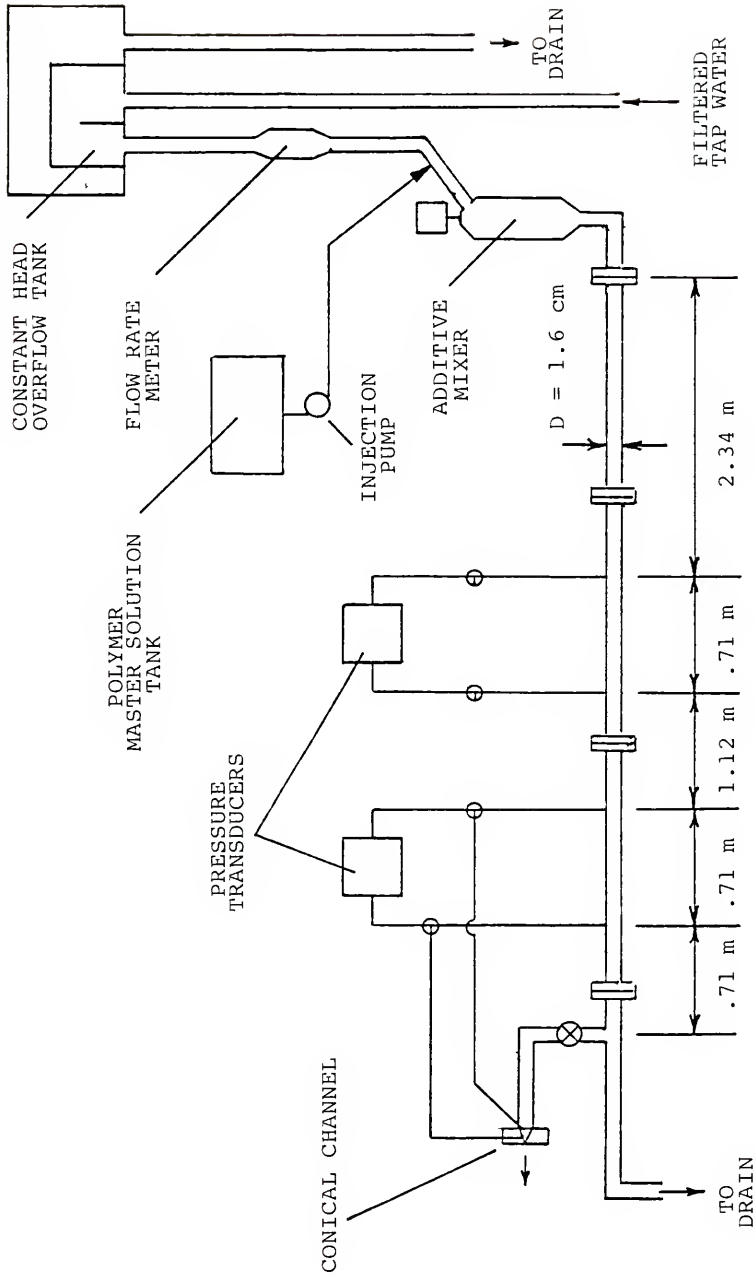 CONSTANT HEAD
OVERFLOW TANK
FLOW RATE
METER
POLYMER
MASTER SOLUTION
TANK
INJECTION
PUMP
ADDITIVE
MIXER
TO
DRAIN
FILTERED
TAP WATER
PRESSURE
TRANSDUCERS
CONICAL CHANNEL
D = 1.6 cm
2.34 m
.71 m
1.12 m
.71 m
.71 m
TO
DRAIN